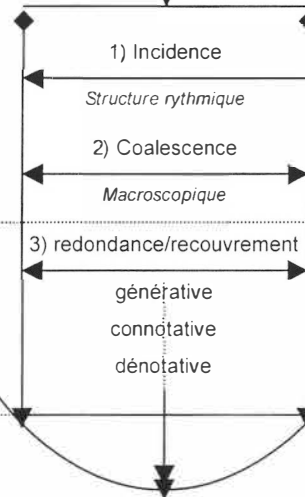 1) Incidence
Structure rythmique
2) Coalescence
Macroscopique
3) redondance/recouvrement
générative
connotative
dénotative